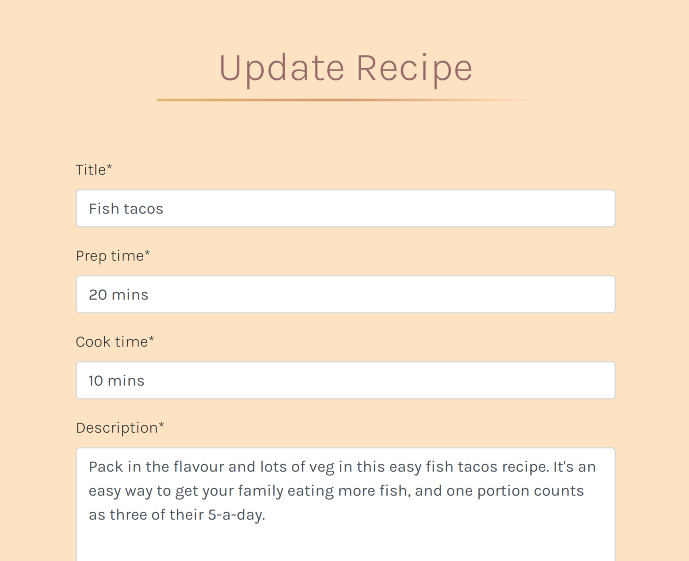 Update Recipe
Title*
Fish tacos
Prep time*
20 mins
Cook time*
10 mins
Description*
Pack in the flavour and lots of veg in this easy fish tacos recipe. It's an
easy way to get your family eating more fish, and one portion counts
as three of their 5-a-day.